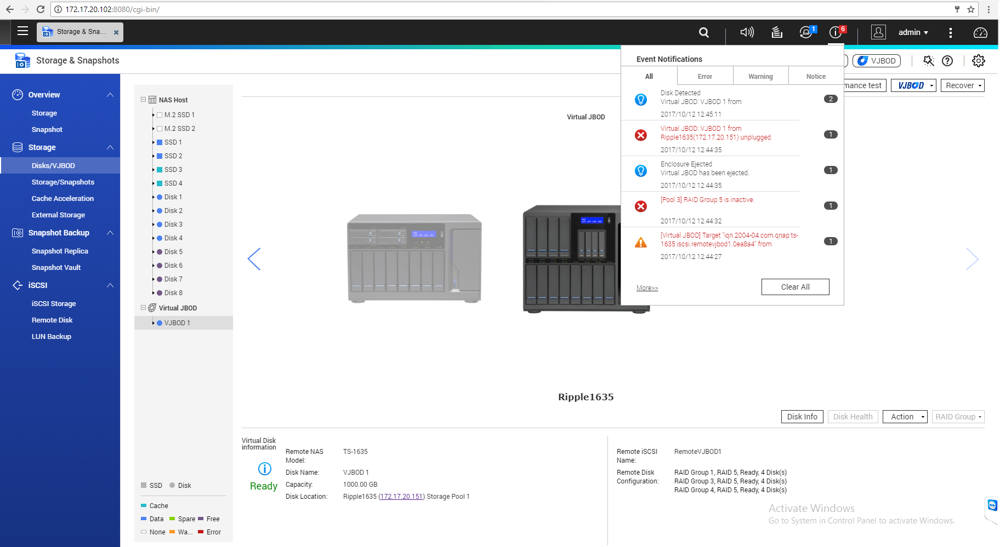 172.17.20.102:8080/cgi-bin/
Storage & Sna...
1
6
admin
Storage & Snapshots
VJBOD
mance test
VJBOD
Recover
Overview
Storage
Snapshot
Storage
Disks/VJBOD
Storage/Snapshots
Cache Acceleration
External Storage
Snapshot Backup
Snapshot Replica
Snapshot Vault
iSCSI
iSCSI Storage
Remote Disk
LUN Backup
NAS Host
M.2 SSD 1
M.2 SSD 2
SSD 1
SSD 2
SSD 3
SSD 4
Disk 1
Disk 2
Disk 3
Disk 4
Disk 5
Disk 6
Disk 7
Disk 8
Virtual JBOD
VJBOD 1
SSD
Disk
Cache
Data
Spare
Free
None
Wa...
Error
Virtual JBOD
Event Notifications
All
Error
Warning
Notice
Disk Detected
Virtual JBOD: VJBOD 1 from
2017/10/12 12:45:11
2
Virtual JBOD: VJBOD 1 from
Ripple1635(172.17.20.151) unplugged.
2017/10/12 12:44:35
1
Enclosure Ejected
Virtual JBOD has been ejected.
2017/10/12 12:44:35
1
[Pool 3] RAID Group 5 is inactive.
2017/10/12 12:44:32
1
[Virtual JBOD] Target "iqn.2004-04.com.qnap:ts-
1635:iscsi.remotevjbod1.0ea8a4" from
2017/10/12 12:44:27
1
More>>
Clear All
Ripple1635
Disk Info
Disk Health
Action
RAID Group
Virtual Disk
information
Ready
Remote NAS
Model:
TS-1635
Disk Name:
VJBOD 1
Capacity:
1000.00 GB
Disk Location:
Ripple1635 (172.17.20.151) Storage Pool 1
Remote iSCSI
Name:
RemoteVJBOD1
Remote Disk
Configuration:
RAID Group 1, RAID 5, Ready, 4 Disk(s)
RAID Group 3, RAID 5, Ready, 4 Disk(s)
RAID Group 4, RAID 5, Ready, 4 Disk(s)
Activate Windows
Go to System in Control Panel to activate Windows.